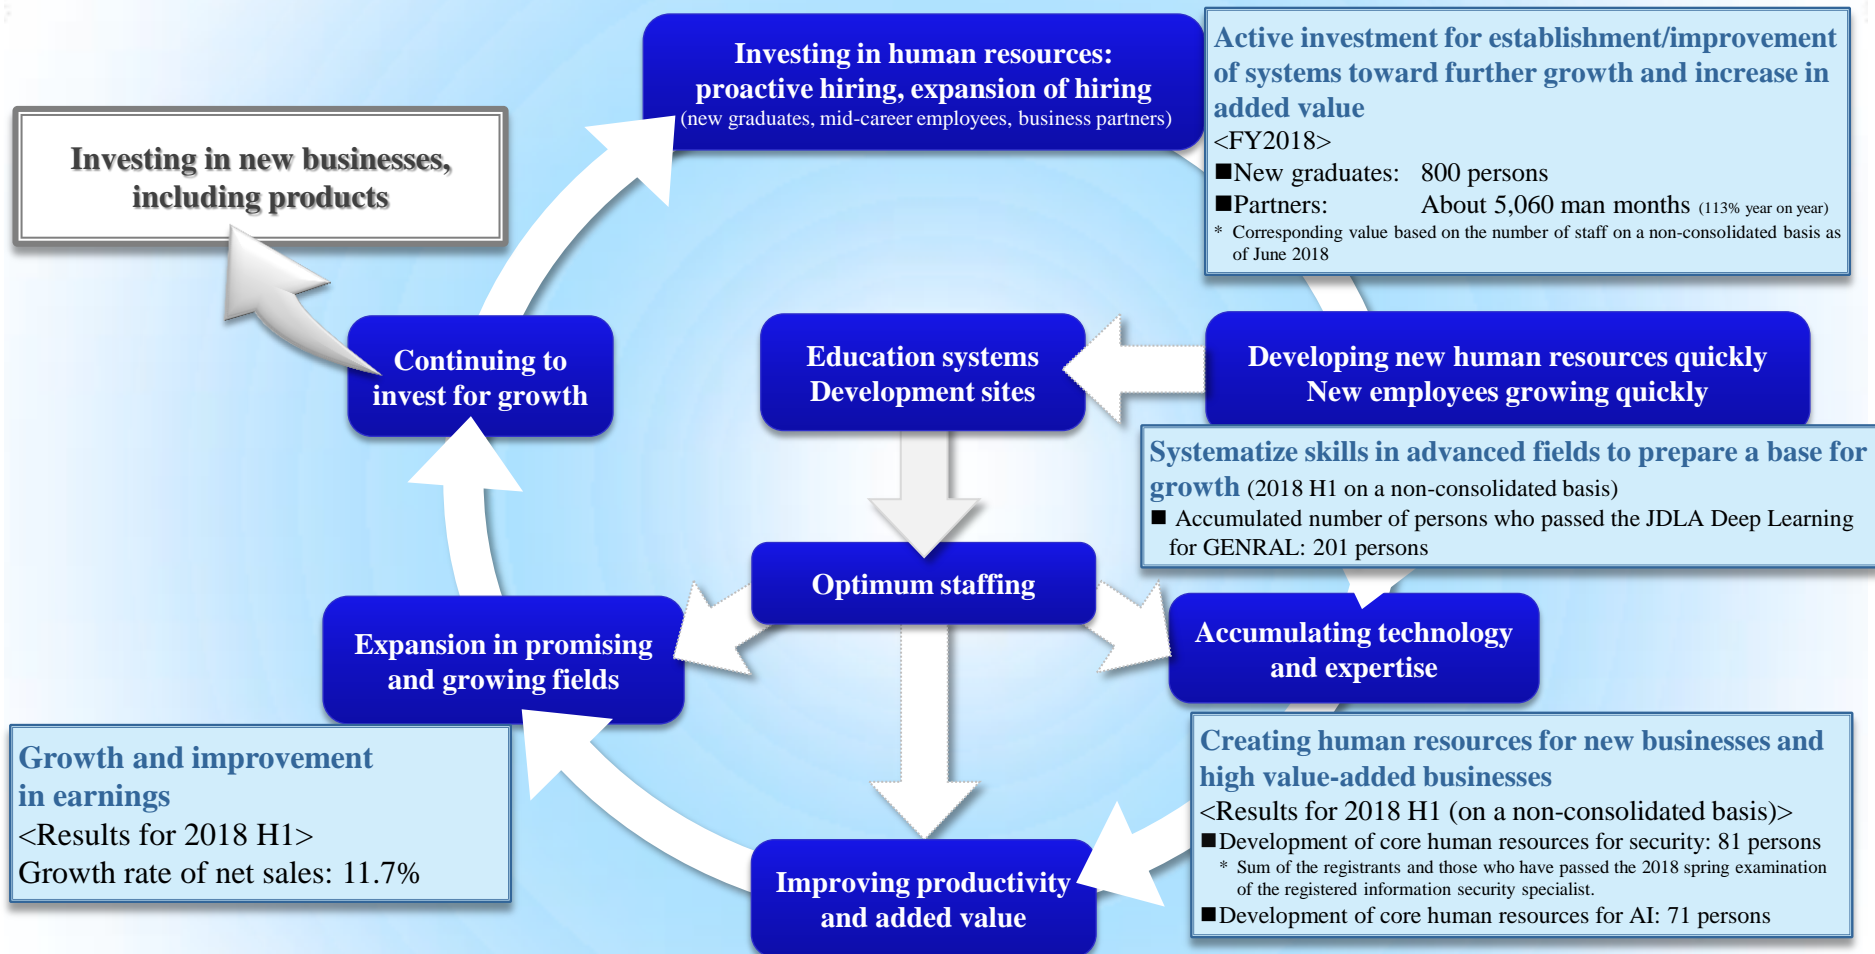 Investing in human resources:
proactive hiring, expansion of hiring
(new graduates, mid-career employees, business partners)
Active investment for establishment/improvement
of systems toward further growth and increase in
added value
<FY2018>
■New graduates: 800 persons
■Partners: About 5,060 man months (113% year on year)
* Corresponding value based on the number of staff on a non-consolidated basis as
of June 2018
Investing in new businesses,
including products
Continuing to
invest for growth
Education systems
Development sites
Developing new human resources quickly
New employees growing quickly
Systematize skills in advanced fields to prepare a base for
growth (2018 H1 on a non-consolidated basis)
■ Accumulated number of persons who passed the JDLA Deep Learning
for GENRAL: 201 persons
Optimum staffing
Expansion in promising
and growing fields
Accumulating technology
and expertise
Growth and improvement
in earnings
<Results for 2018 H1>
Growth rate of net sales: 11.7%
Creating human resources for new businesses and
high value-added businesses
<Results for 2018 H1 (on a non-consolidated basis)>
■Development of core human resources for security: 81 persons
* Sum of the registrants and those who have passed the 2018 spring examination
of the registered information security specialist.
■Development of core human resources for AI: 71 persons
Improving productivity
and added value